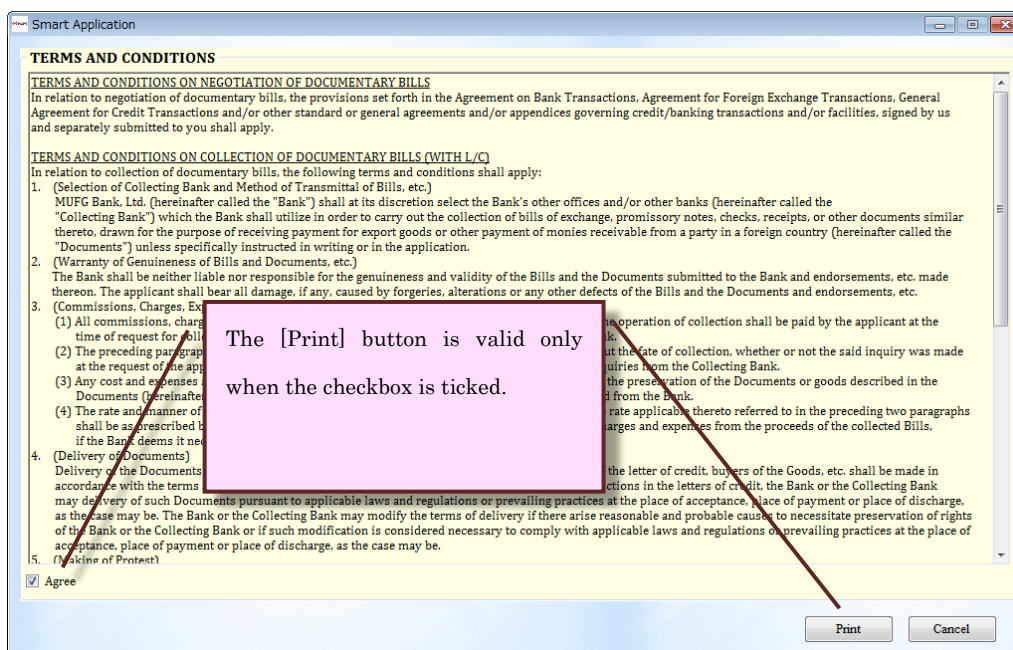 Smart Application
TERMS AND CONDITIONS
TERMS AND CONDITIONS ON NEGOTIATION OF DOCUMENTARY BILLS
In relation to negotiation of documentary bills, the provisions set forth in the Agreement on Bank Transactions, Agreement for Foreign Exchange Transactions, General
Agreement for Credit Transactions and/or other standard or general agreements and/or appendices governing credit/banking transactions and/or facilities, signed by us
and separately submitted to you shall apply.
TERMS AND CONDITIONS ON COLLECTION OF DOCUMENTARY BILLS (WITH L/C)
In relation to collection of documentary bills, the following terms and conditions shall apply:
1. (Selection of Collecting Bank and Method of Transmittal of Bills, etc.)
MUFG Bank, Ltd. (hereinafter called the "Bank") shall at its discretion select the Bank's other offices and/or other banks (hereinafter called the
"Collecting Bank") which the Bank shall utilize in order to carry out the collection of bills of exchange, promissory notes, checks, receipts, or other documents similar
thereto, drawn for the purpose of receiving payment for export goods or other payment of monies receivable from a party in a foreign country (hereinafter called the
"Documents") unless specifically instructed in writing or in the application.
2. (Warranty of Genuineness of Bills and Documents, etc.)
The Bank shall be neither liable nor responsible for the genuineness and validity of the Bills and the Documents submitted to the Bank and endorsements, etc. made
thereon. The applicant shall bear all damage, if any, caused by forgeries, alterations or any other defects of the Bills and the Documents and endorsements, etc.
3. (Commissions, Charges,
(1) All commissions, operation of collection shall be paid by the applicant at the
time of request for
(2) The preceding the fate of collection, whether or not the said inquiry was made
at the request of the inquiries from the Collecting Bank.
(3) Any cost and expenses the preservation of the Documents or goods described in the
Documents (hereinafter from the Bank.
(4) The rate and manner of rate applicable thereto referred to in the preceding two paragraphs
shall be as prescribed and expenses from the proceeds of the collected Bills,
if the Bank deems it
4. (Delivery of Documents)
Delivery of the Documents the letter of credit, buyers of the Goods, etc. shall be made in
accordance with the terms in the letters of credit, the Bank or the Collecting Bank
may delivery of such Documents pursuant to applicable laws and regulations or prevailing practices at the place of acceptance, place of payment or place of discharge,
as the case may be. The Bank or the Collecting Bank may modify the terms of delivery if there arise reasonable and probable causes to necessitate preservation of rights
of the Bank or the Collecting Bank or if such modification is considered necessary to comply with applicable laws and regulations or prevailing practices at the place of
acceptance, place of payment or place of discharge, as the case may be.
5. (Making of Protest)
The [Print] button is valid only
when the checkbox is ticked.
Agree
Print Cancel